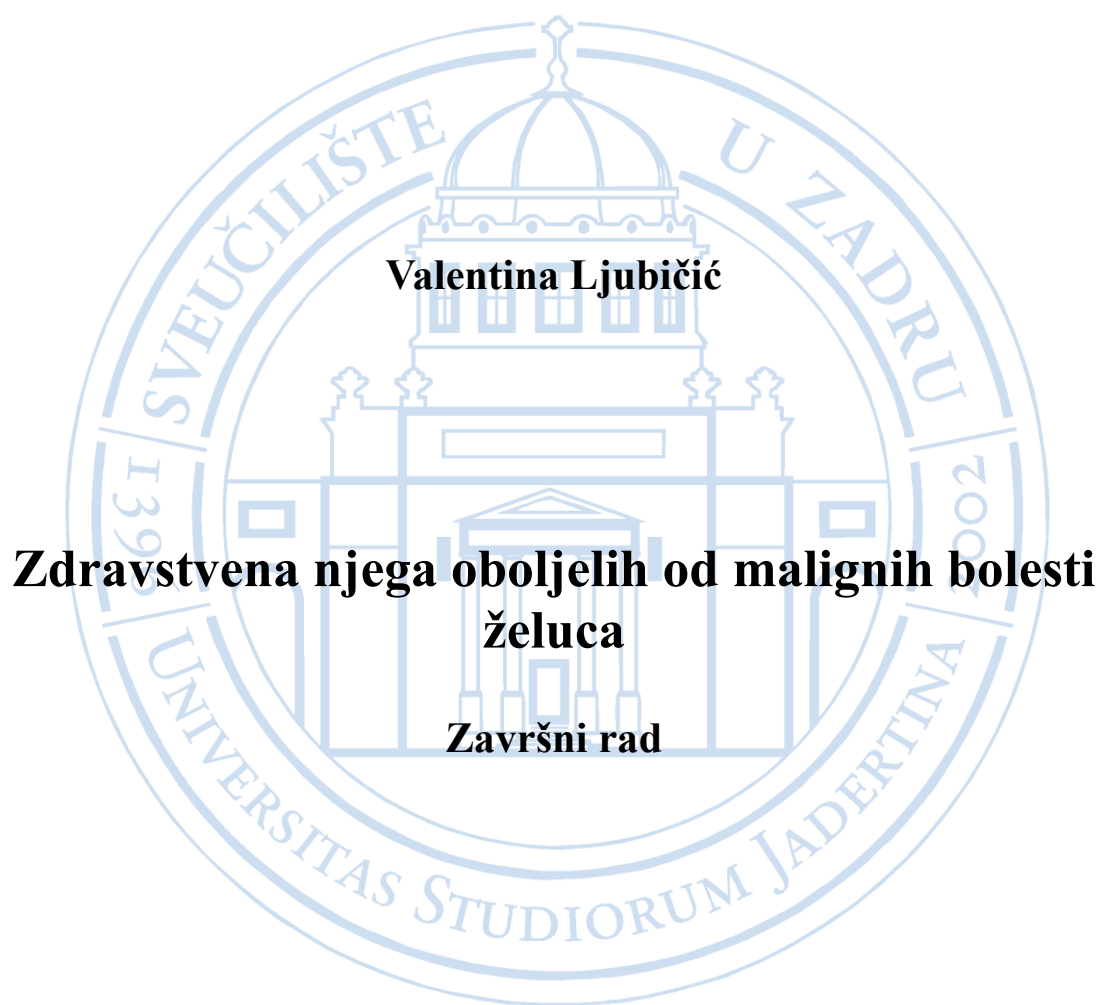 Valentina Ljubičić
Zdravstvena njega oboljelih od malignih bolesti
želuca
Završni rad
SVEUČILIŠTE U ZADRU
1396
2002
UNIVERSITAS STUDIORUM JADERTINA